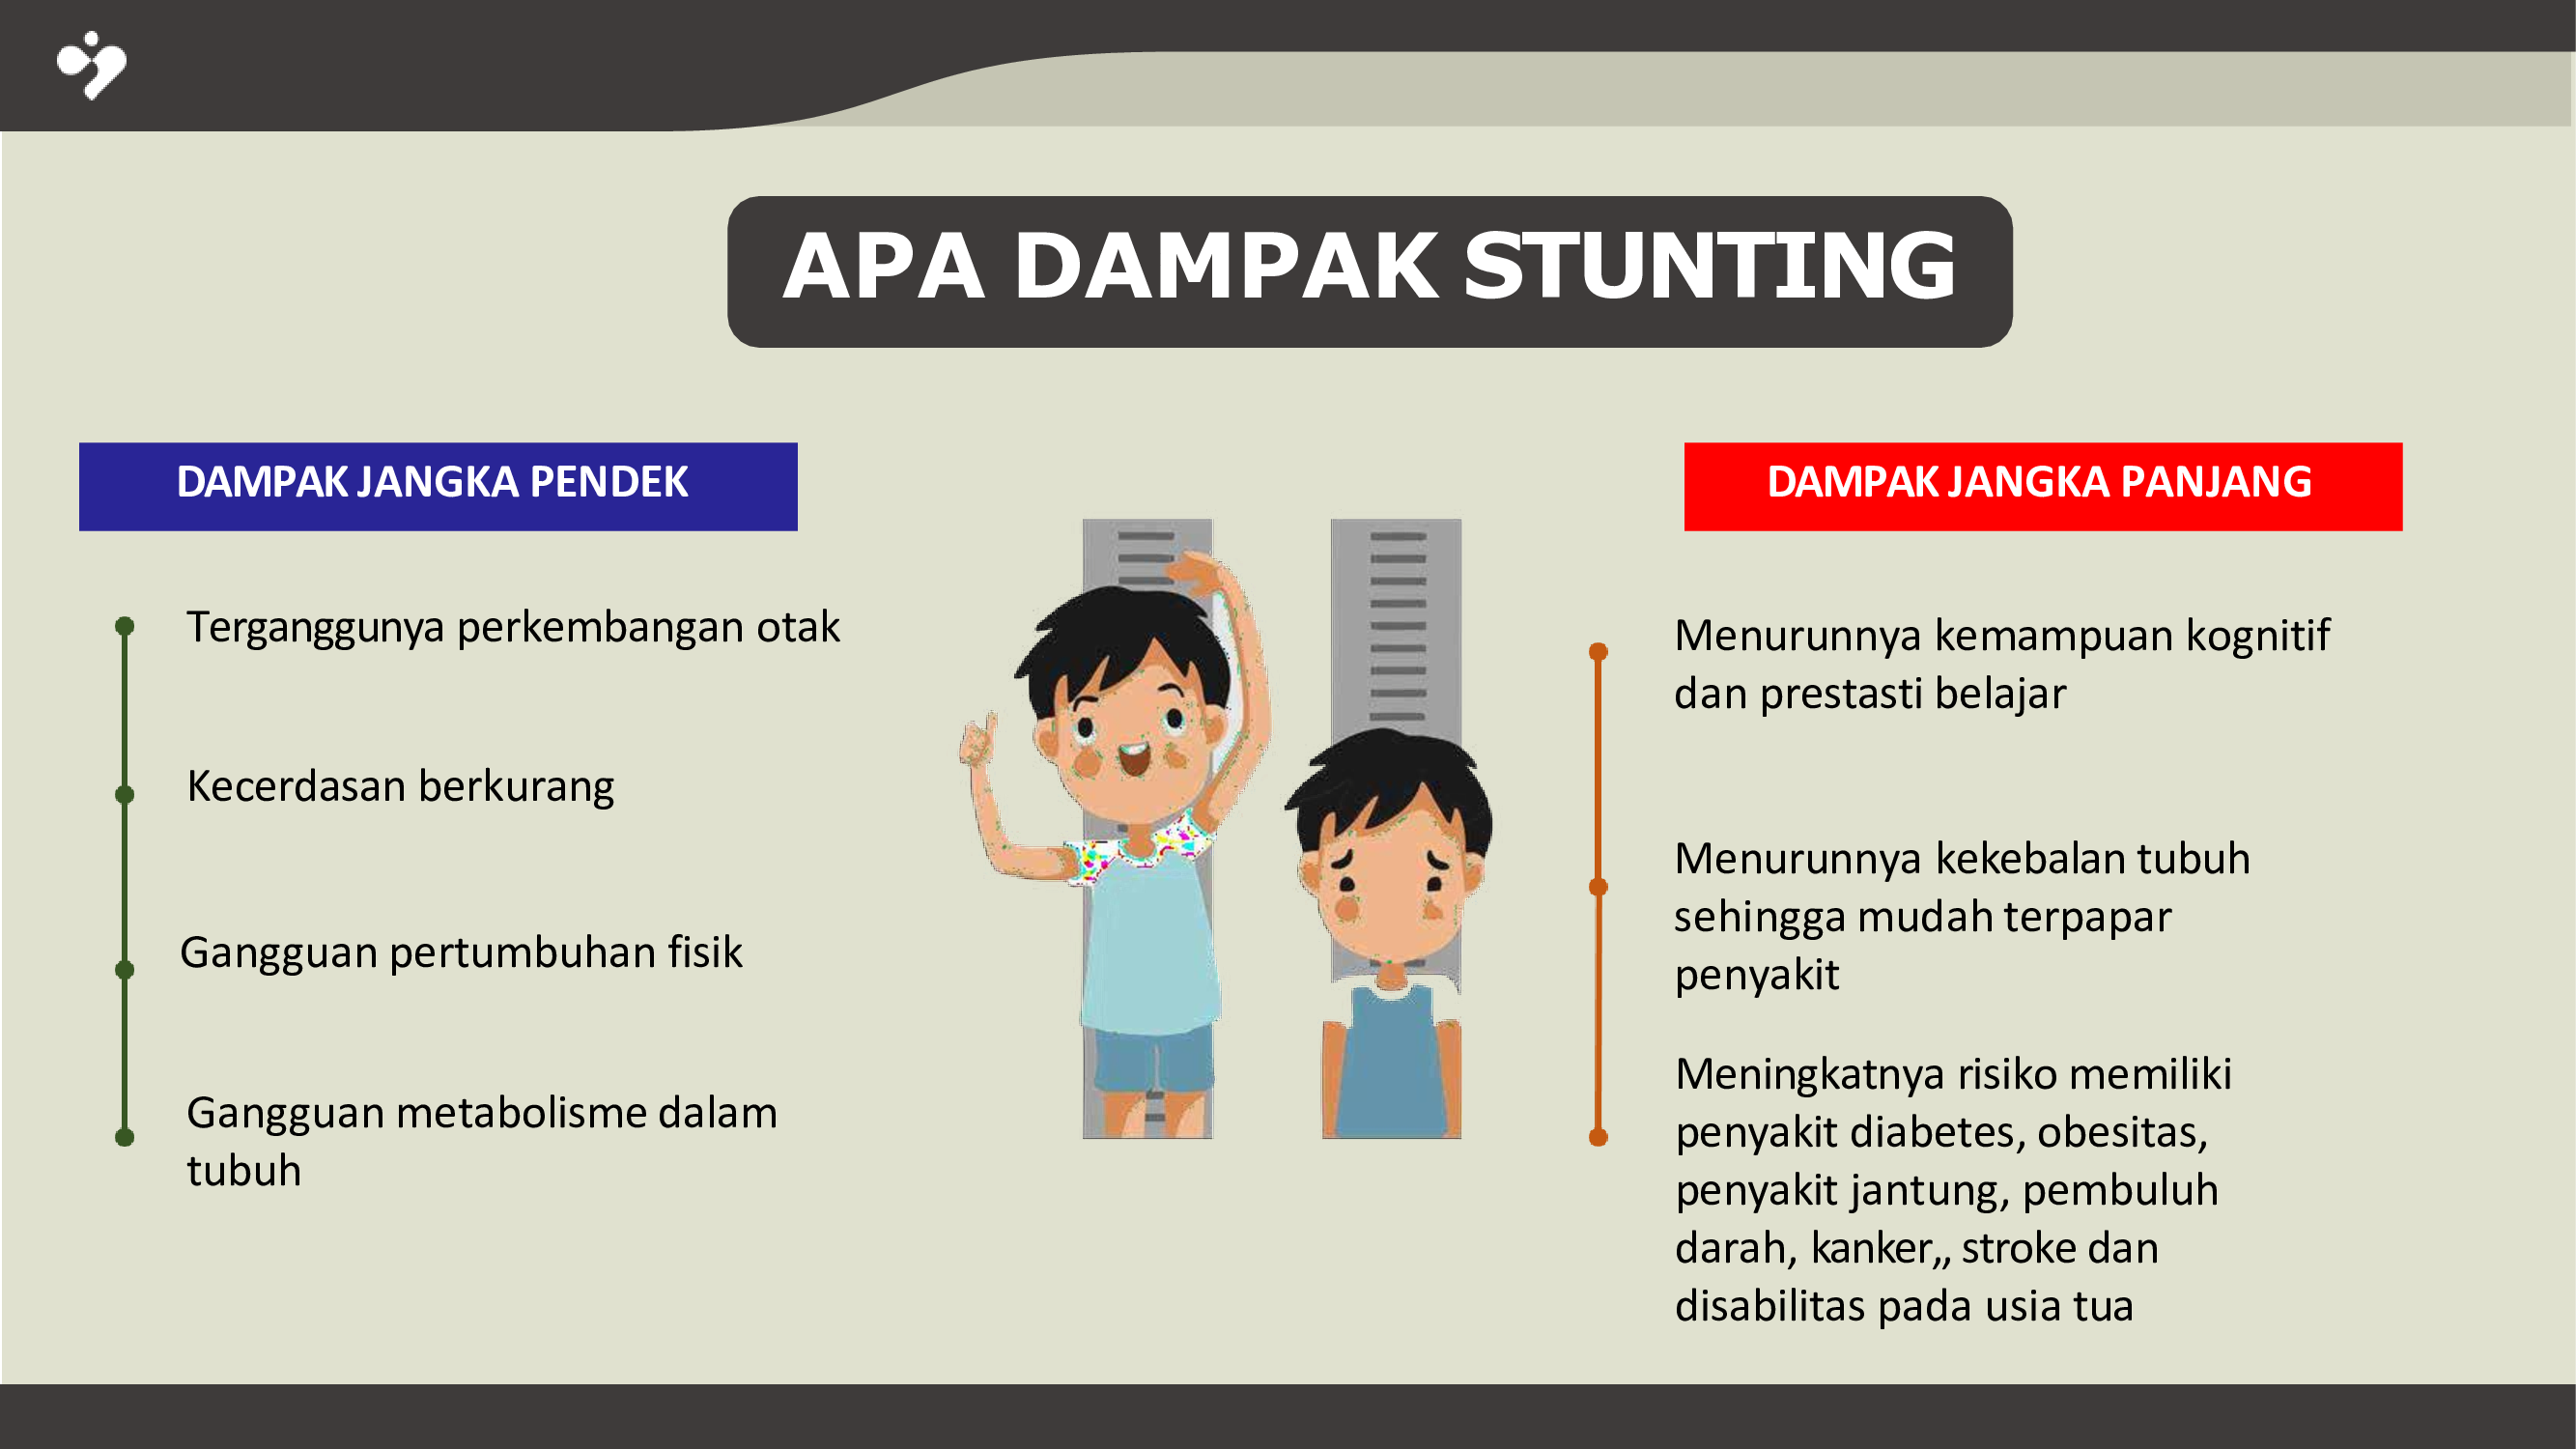 APA DAMPAK STUNTING
DAMPAK JANGKA PENDEK
Terganggunya perkembangan otak
Kecerdasan berkurang
Gangguan pertumbuhan fisik
Gangguan metabolisme dalam
tubuh
DAMPAK JANGKA PANJANG
Menurunnya kemampuan kognitif
dan prestasti belajar
Menurunnya kekebalan tubuh
sehingga mudah terpapar
penyakit
Meningkatnya risiko memiliki
penyakit diabetes, obesitas,
penyakit jantung, pembuluh
darah, kanker,, stroke dan
disabilitas pada usia tua